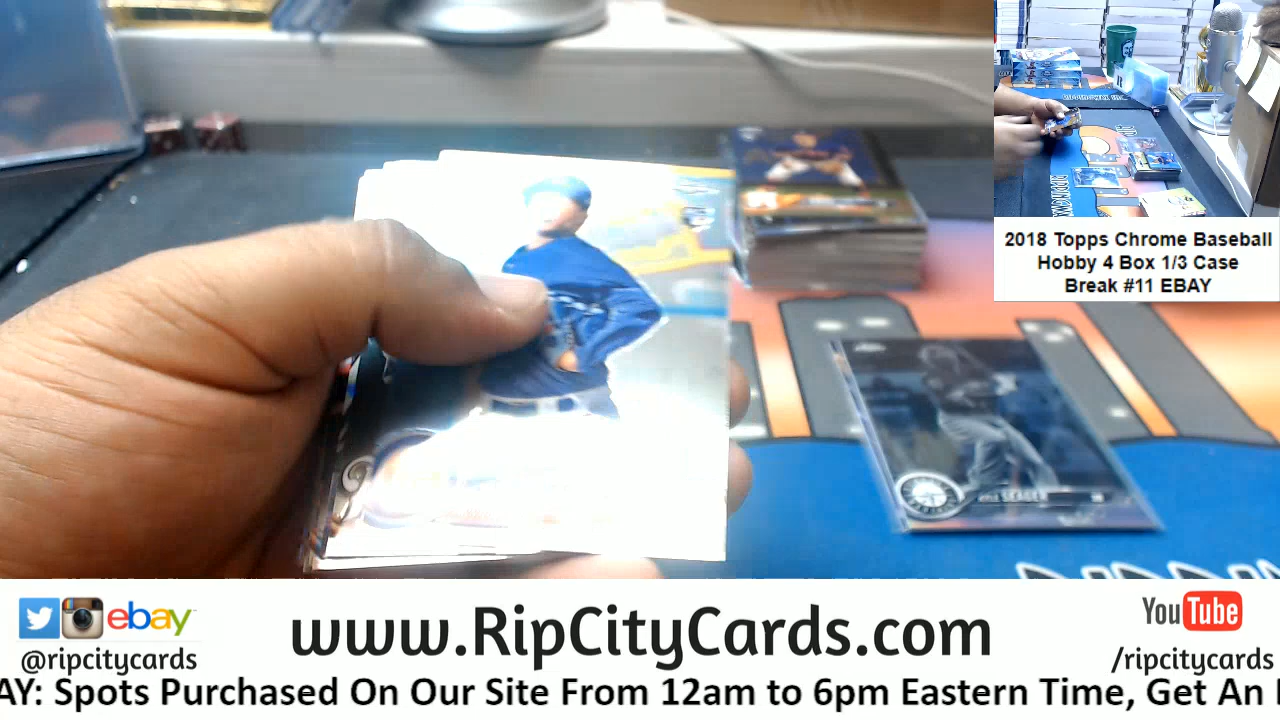 2018 Topps Chrome Baseball
Hobby 4 Box 1/3 Case
Break #11 EBAY
SEAGER
ebay
@ripcitycards
www.RipCityCards.com
YouTube
/ripcitycards
AY: Spots Purchased On Our Site From 12am to 6pm Eastern Time, Get An